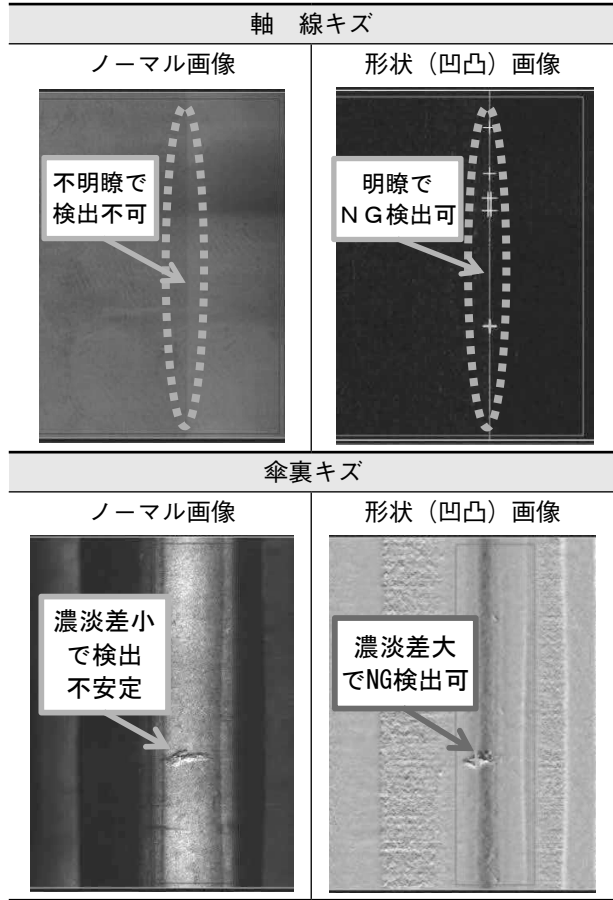 軸　線キズ
ノーマル画像
形状（凹凸）画像
不明瞭で
検出不可
明瞭で
ＮＧ検出可
傘裏キズ
ノーマル画像
形状（凹凸）画像
濃淡差小
で検出
不安定
濃淡差大
でNG検出可